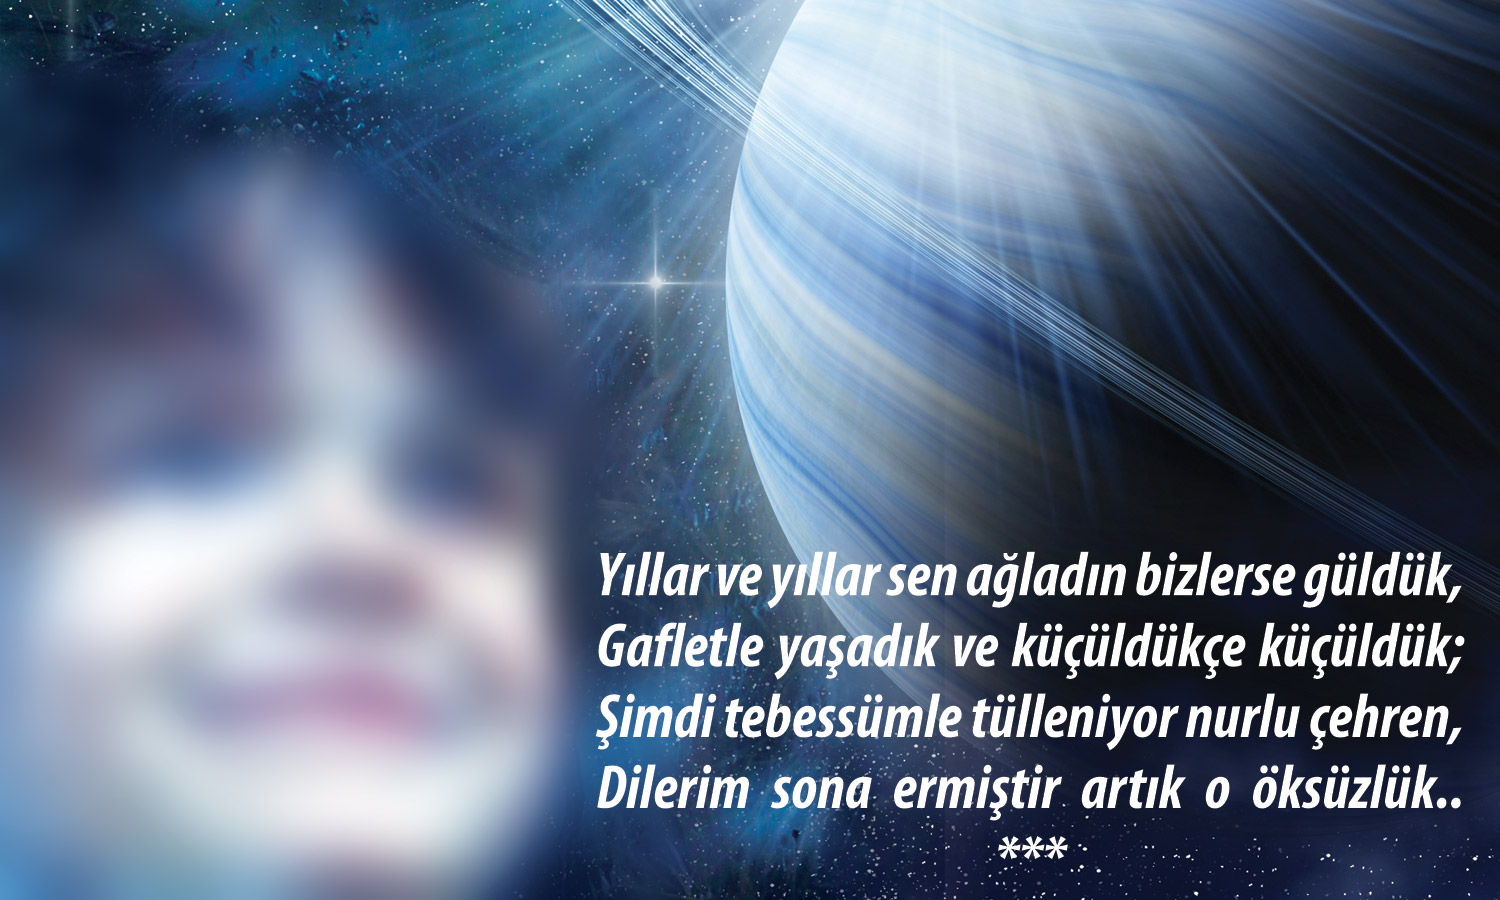 Yıllar ve yıllar sen ağladın bizlerse güldük,
Gafletle yaşadık ve küçüldükçe küçüldük;
Şimdi tebessümle tülleniyor nurlu çehren,
Dilerim sona ermiştir artık o öksüzlük..
***